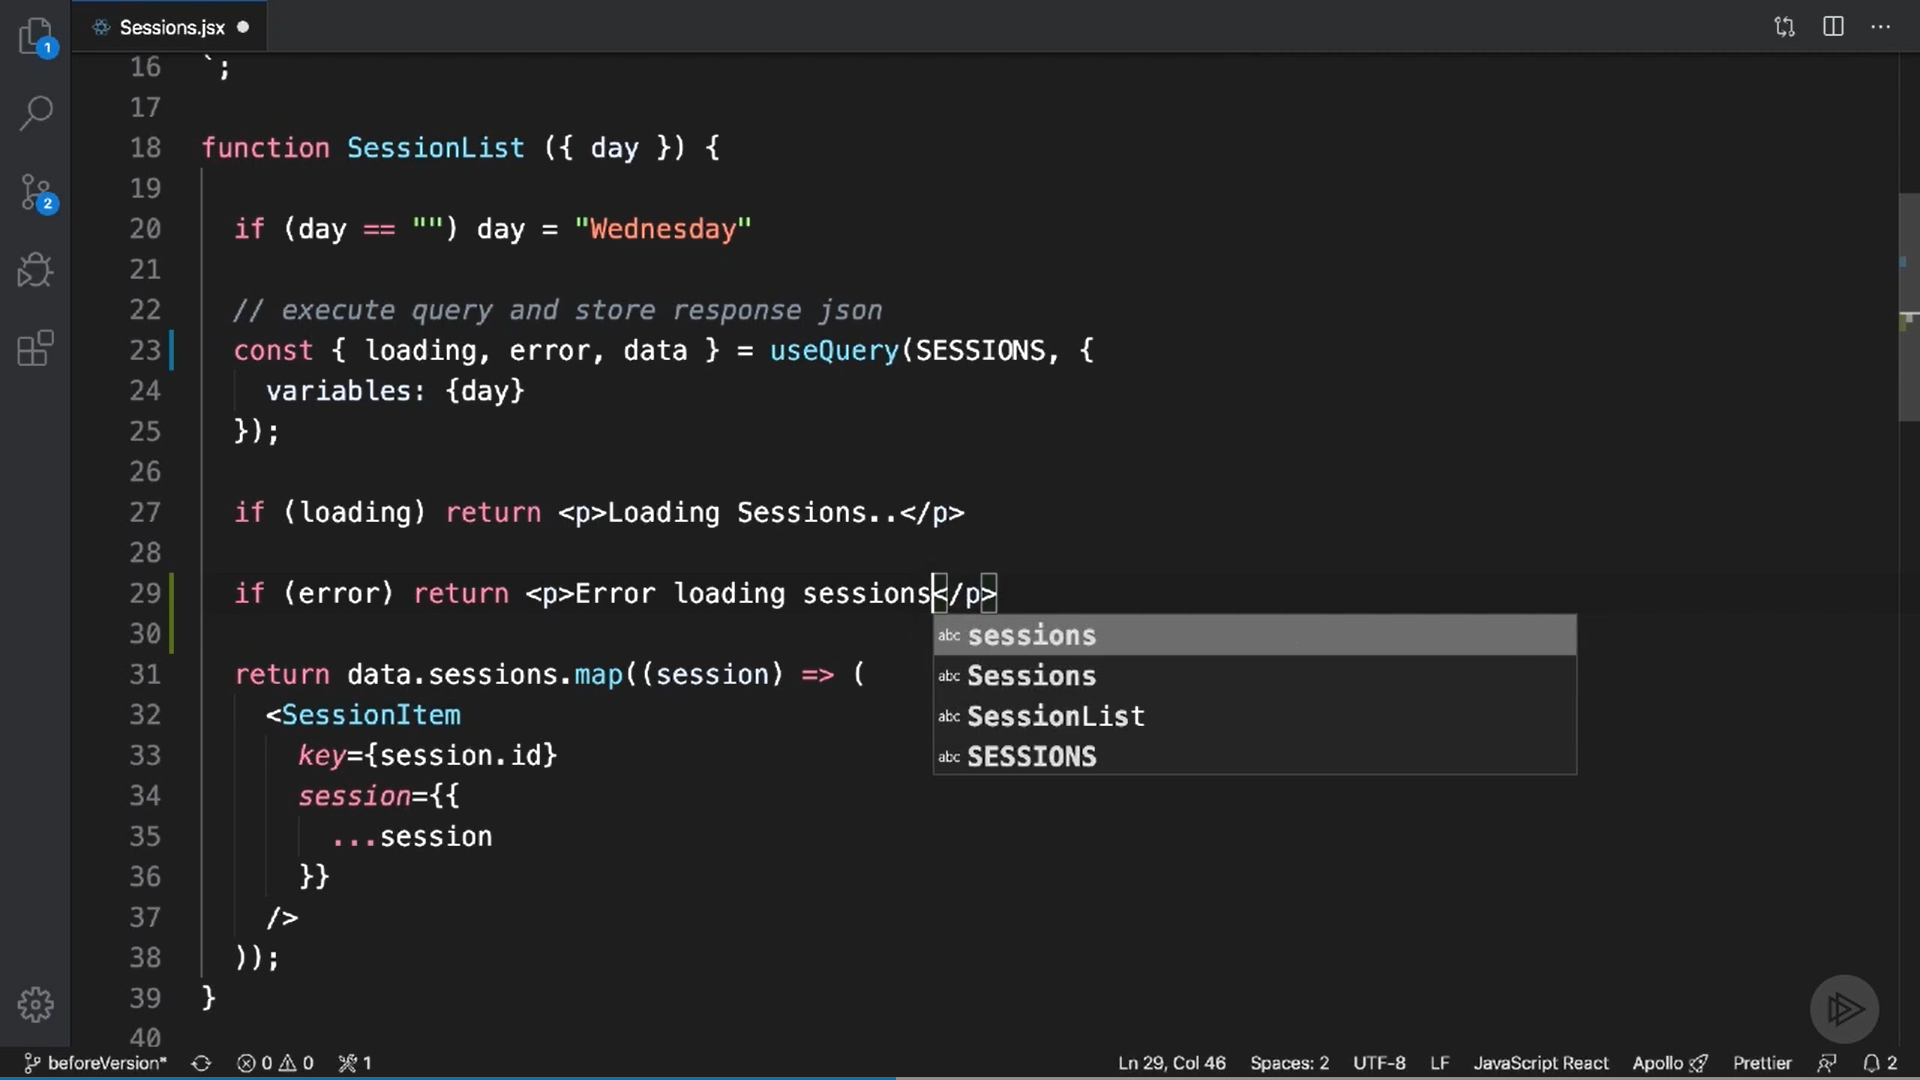 1
Sessions.jsx
16 `;
17
18 function SessionList ({ day }) {
19
20 if (day == "") day = "Wednesday"
21
22 // execute query and store response json
23 const { loading, error, data } = useQuery(SESSIONS, {
24 variables: {day}
25 });
26
27 if (loading) return <p>Loading Sessions..</p>
28
29 if (error) return <p>Error loading sessions</p>
abc sessions
abc Sessions
abc SessionList
abc SESSIONS
30
31 return data.sessions.map((session) => (
32 <SessionItem
33 key={session.id}
34 session={{
35 ...session
36 }}
37 />
38 ));
39 }
40
2
beforeVersion* 0 0 1 Ln 29, Col 46 Spaces: 2 UTF-8 LF JavaScript React Apollo Prettier 2